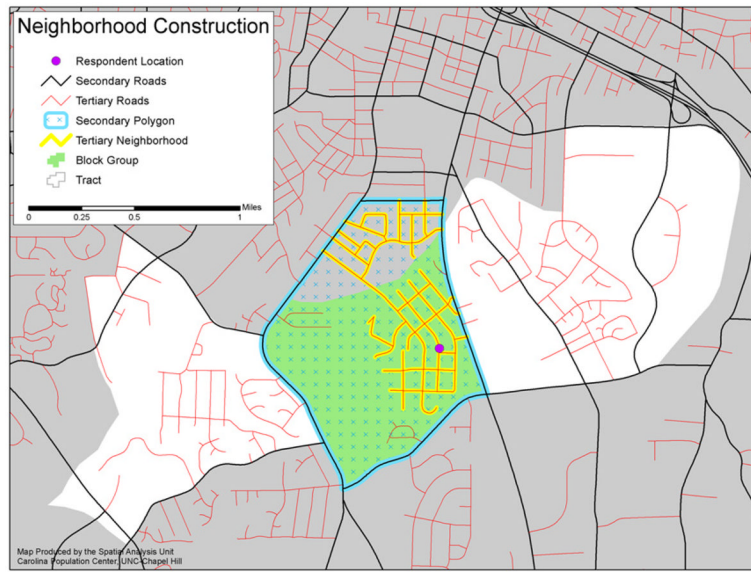 Neighborhood Construction
Respondent Location
Secondary Roads
Tertiary Roads
Secondary Polygon
Tertiary Neighborhood
Block Group
Tract
Miles
0 0.25 0.5 1
Map Produced by the Spatial Analysis Unit
Carolina Population Center, UNC-Chapel Hill